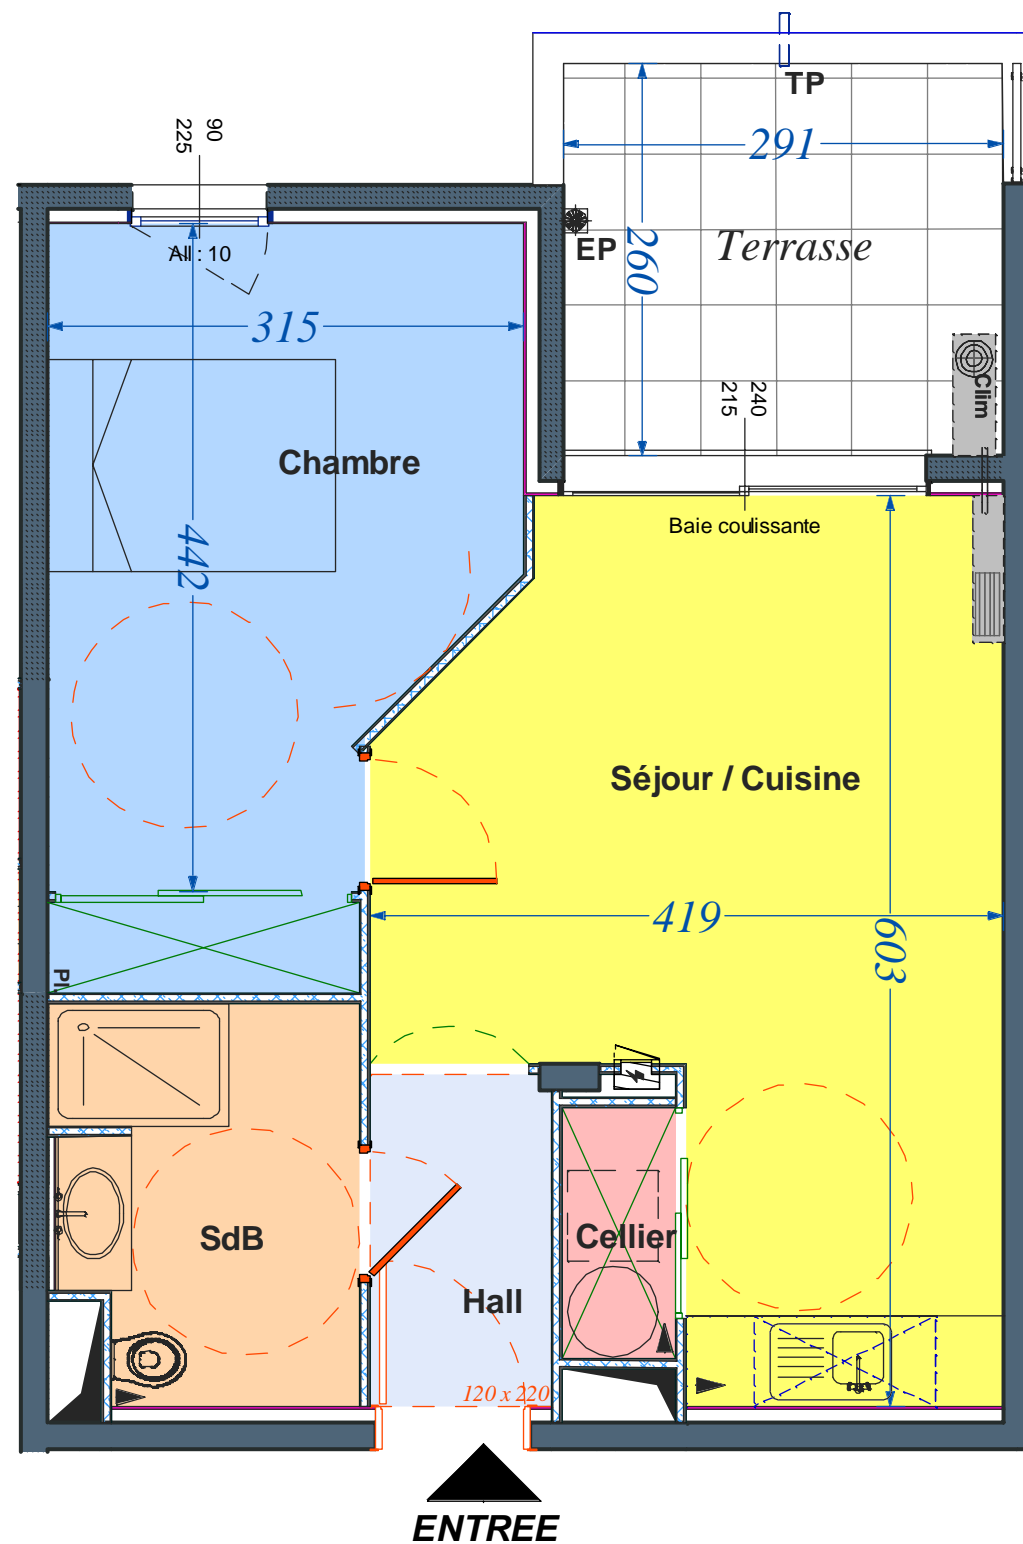 TP
291
90
225
EP
260
Terrasse
All : 10
315
Clim
240
215
Chambre
Baie coulissante
442
Séjour / Cuisine
419
603
Pl.
SdB
Cellier
Hall
120 x 220
ENTREE